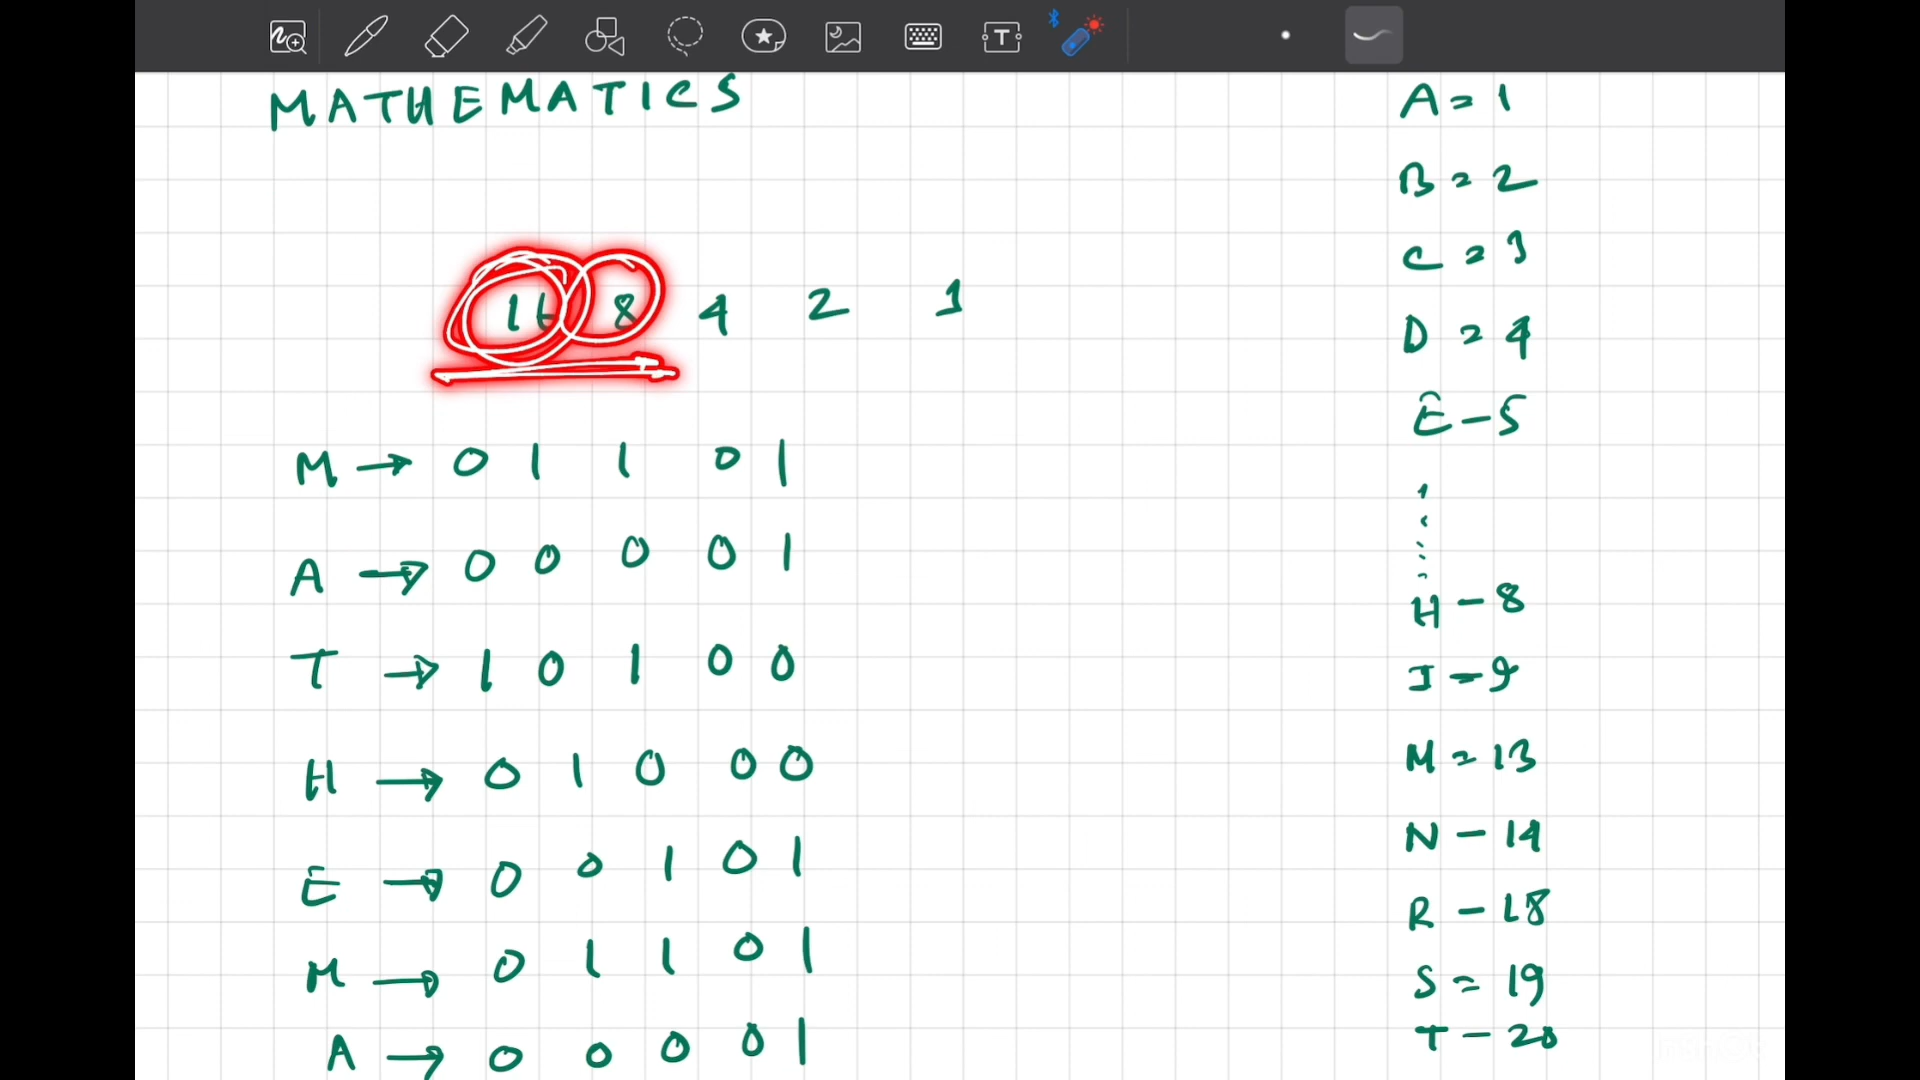 MATHEMATICS
16 8 4 2 1
M → 0 1 1 0 1
A → 0 0 0 0 1
T → 1 0 1 0 0
H → 0 1 0 0 0
E → 0 0 1 0 1
M → 0 1 1 0 1
A → 0 0 0 0 1
A = 1
B = 2
C = 3
D = 4
E - 5
H - 8
I = 9
M = 13
N - 14
R - 18
S = 19
T - 20